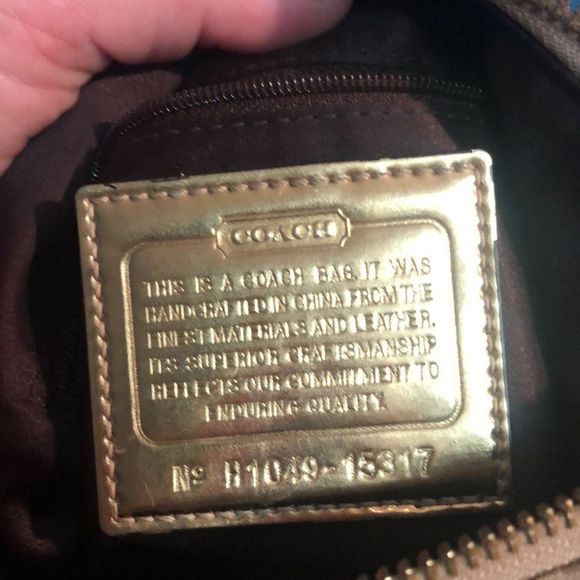 COACH
THIS IS A COACH BAG. IT WAS
HANDCRAFTED IN CHINA FROM THE
FINEST MATERIALS AND LEATHER.
ITS SUPERIOR CRAFTSMANSHIP
REFLECTS OUR COMMITMENT TO
ENDURING QUALITY.
Nº H1049-15317